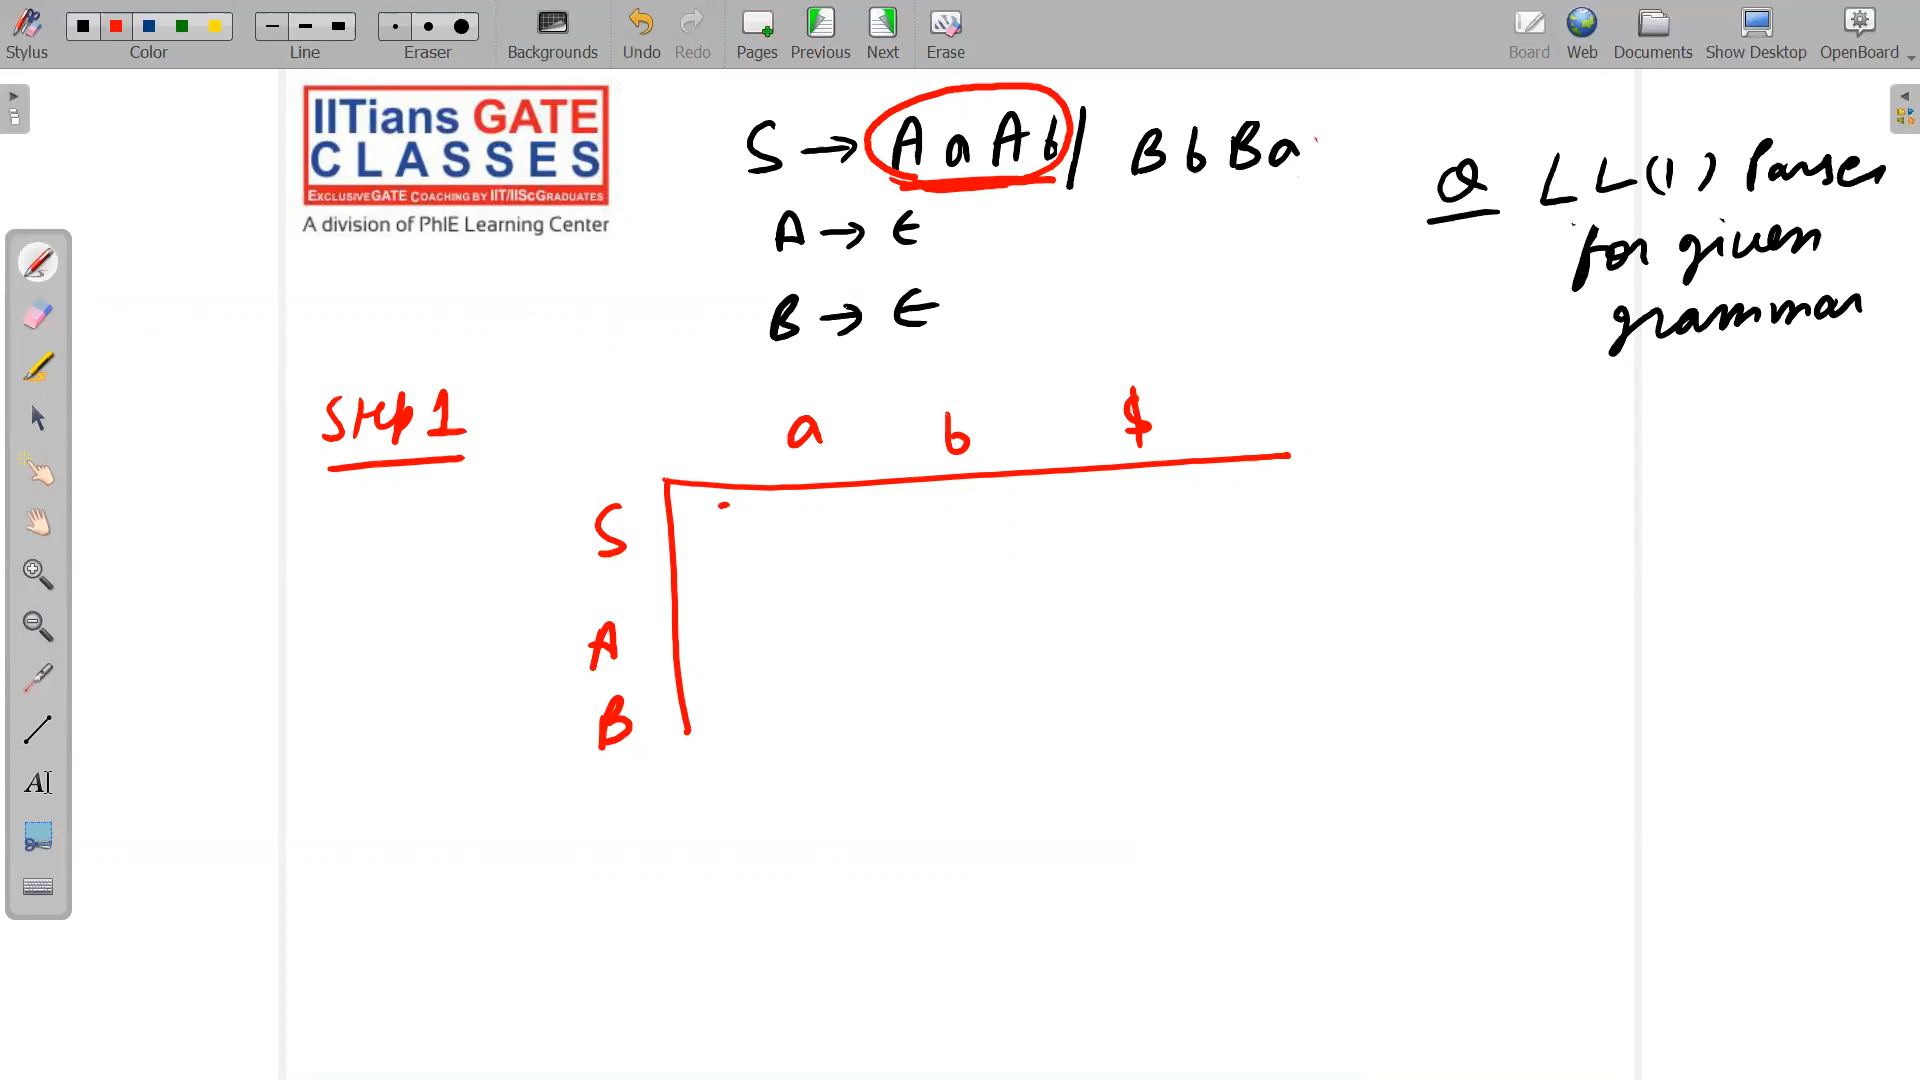 Stylus
Color
Line
Eraser
Backgrounds
Undo
Redo
Pages
Previous
Next
Erase
Board
Web
Documents
Show Desktop
OpenBoard
IITians GATE
CLASSES
EXCLUSIVE GATE COACHING BY IIT/IISc GRADUATES
A division of PhIE Learning Center
S → A a A b | B b B a
A → ε
B → ε
Q LL(1) Parser
for given
grammar
Step 1
a b $
S
A
B